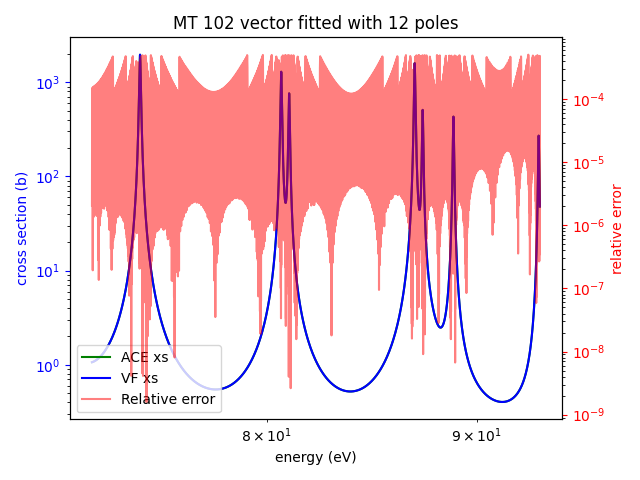 MT 102 vector fitted with 12 poles
10³
10²
10¹
10⁰
cross section (b)
10⁻⁴
10⁻⁵
10⁻⁶
10⁻⁷
10⁻⁸
10⁻⁹
relative error
ACE xs
VF xs
Relative error
8 × 10¹
9 × 10¹
energy (eV)